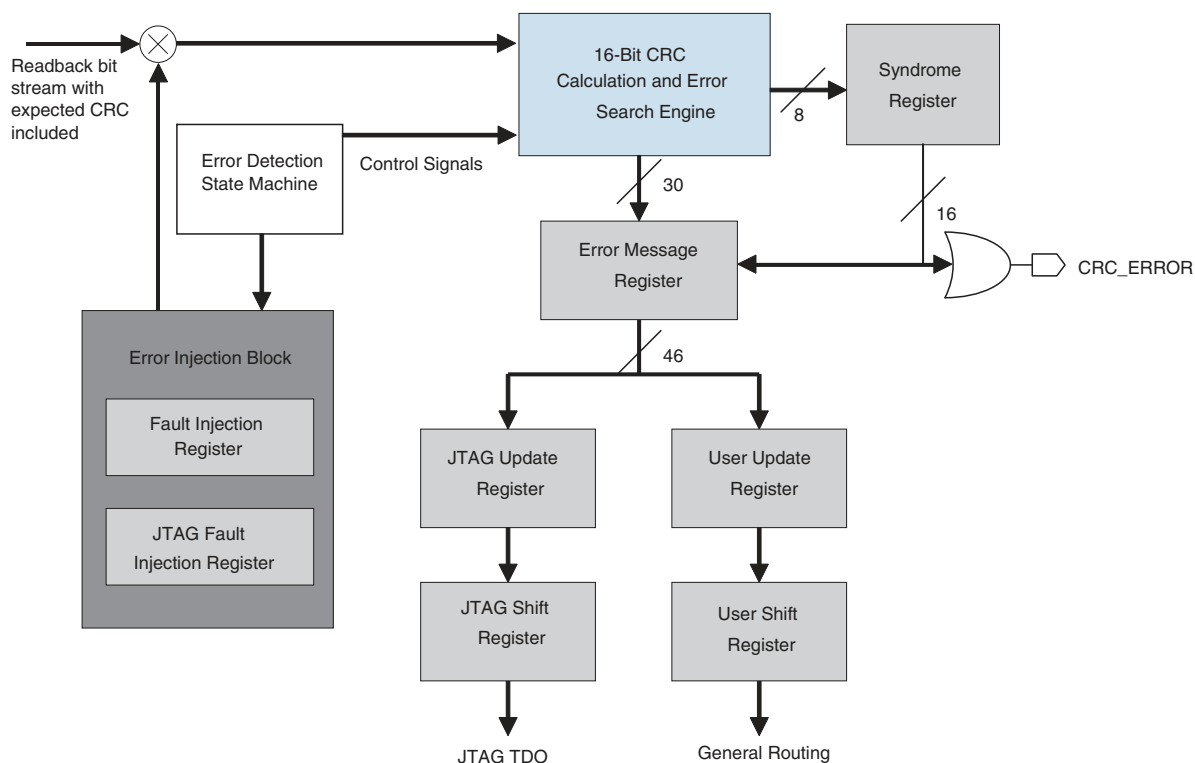 Readback bit
stream with
expected CRC
included
16-Bit CRC
Calculation and Error
Search Engine
Syndrome
Register
8
Error Detection
State Machine
Control Signals
30
16
Error Message
Register
CRC_ERROR
46
Error Injection Block
Fault Injection
Register
JTAG Fault
Injection Register
JTAG Update
Register
User Update
Register
JTAG Shift
Register
User Shift
Register
JTAG TDO
General Routing